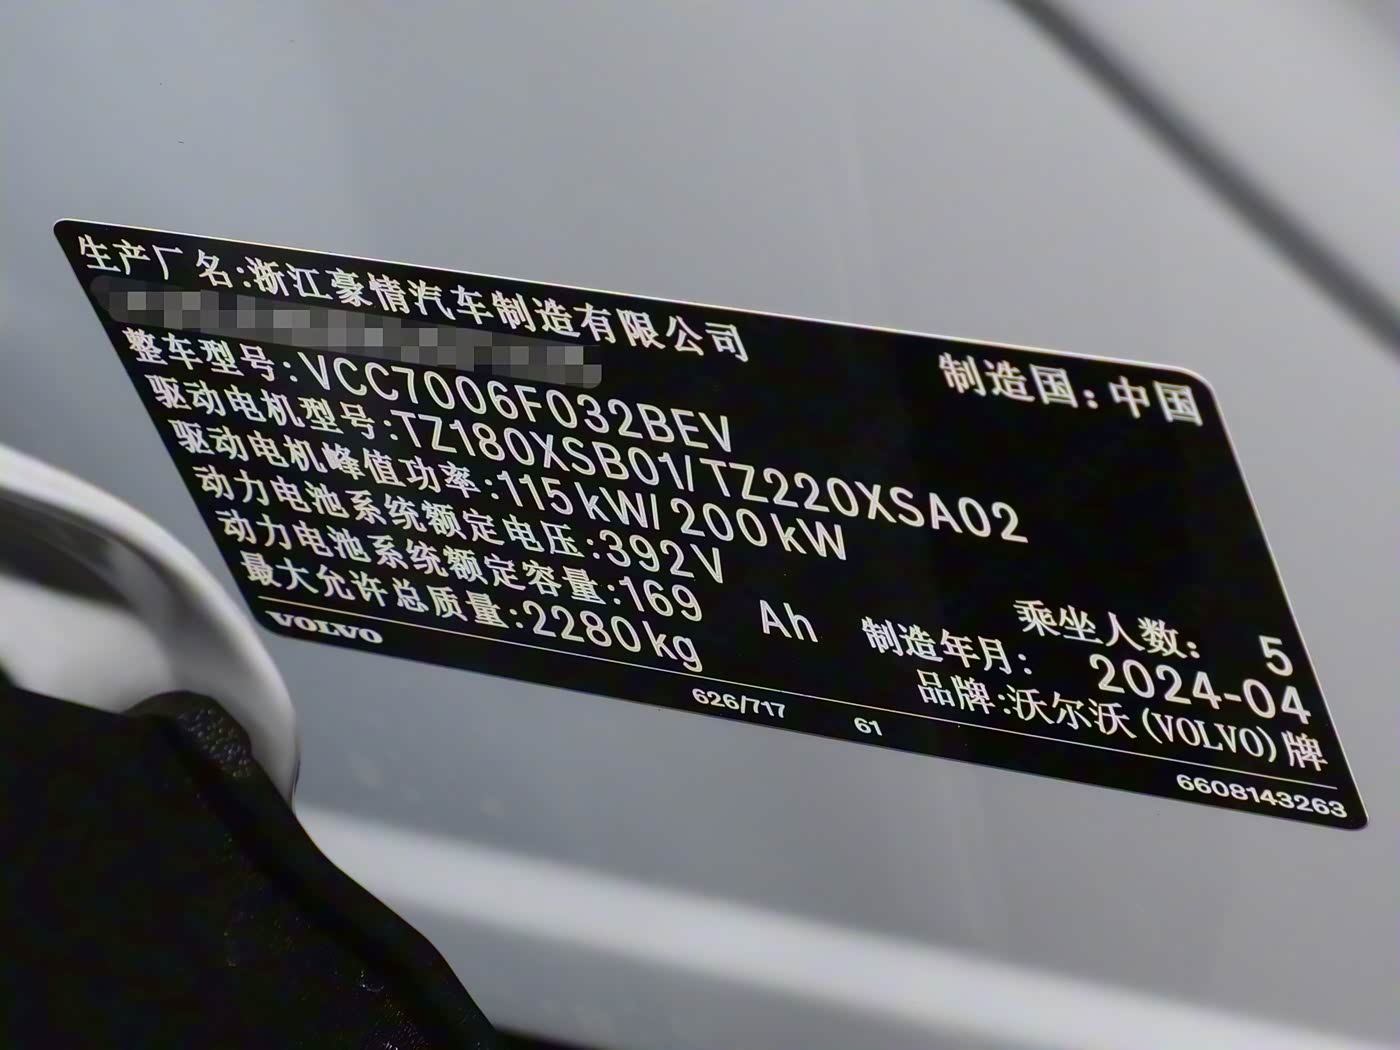 生产厂名:浙江豪情汽车制造有限公司
制造国:中国
整车型号:VCC7006F032BEV
驱动电机型号:TZ180XSB01/TZ220XSA02
驱动电机峰值功率:115kW/200kW
动力电池系统额定电压:392V
动力电池系统额定容量:169 Ah
乘坐人数: 5
最大允许总质量:2280kg
制造年月: 2024-04
品牌:沃尔沃(VOLVO)牌
VOLVO
626/717 61 6608143263